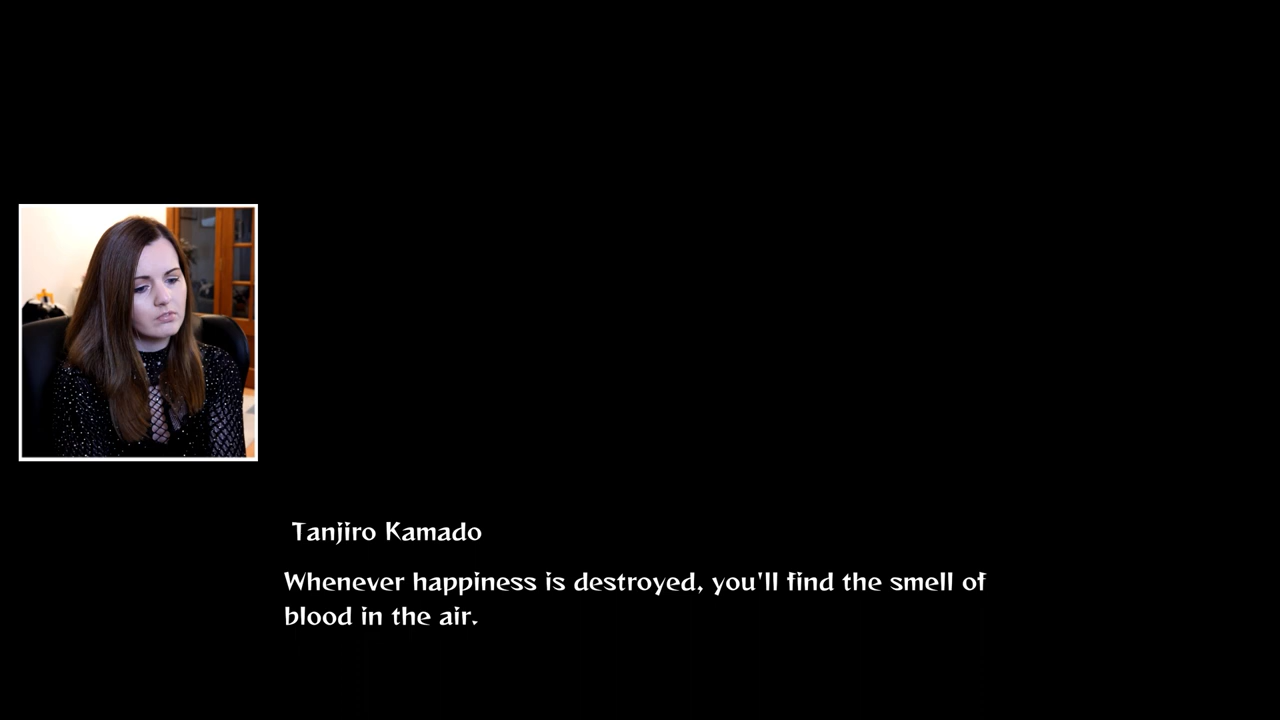 Tanjiro Kamado
Whenever happiness is destroyed, you'll find the smell of
blood in the air.